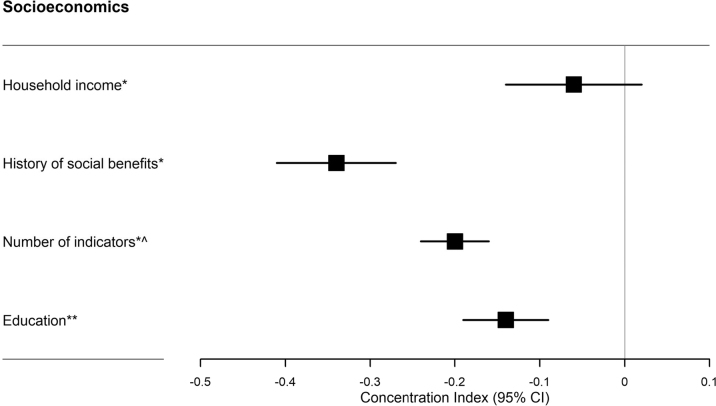 Socioeconomics
Household income*
History of social benefits*
Number of indicators*^
Education**
-0.5 -0.4 -0.3 -0.2 -0.1 0 0.1
Concentration Index (95% CI)